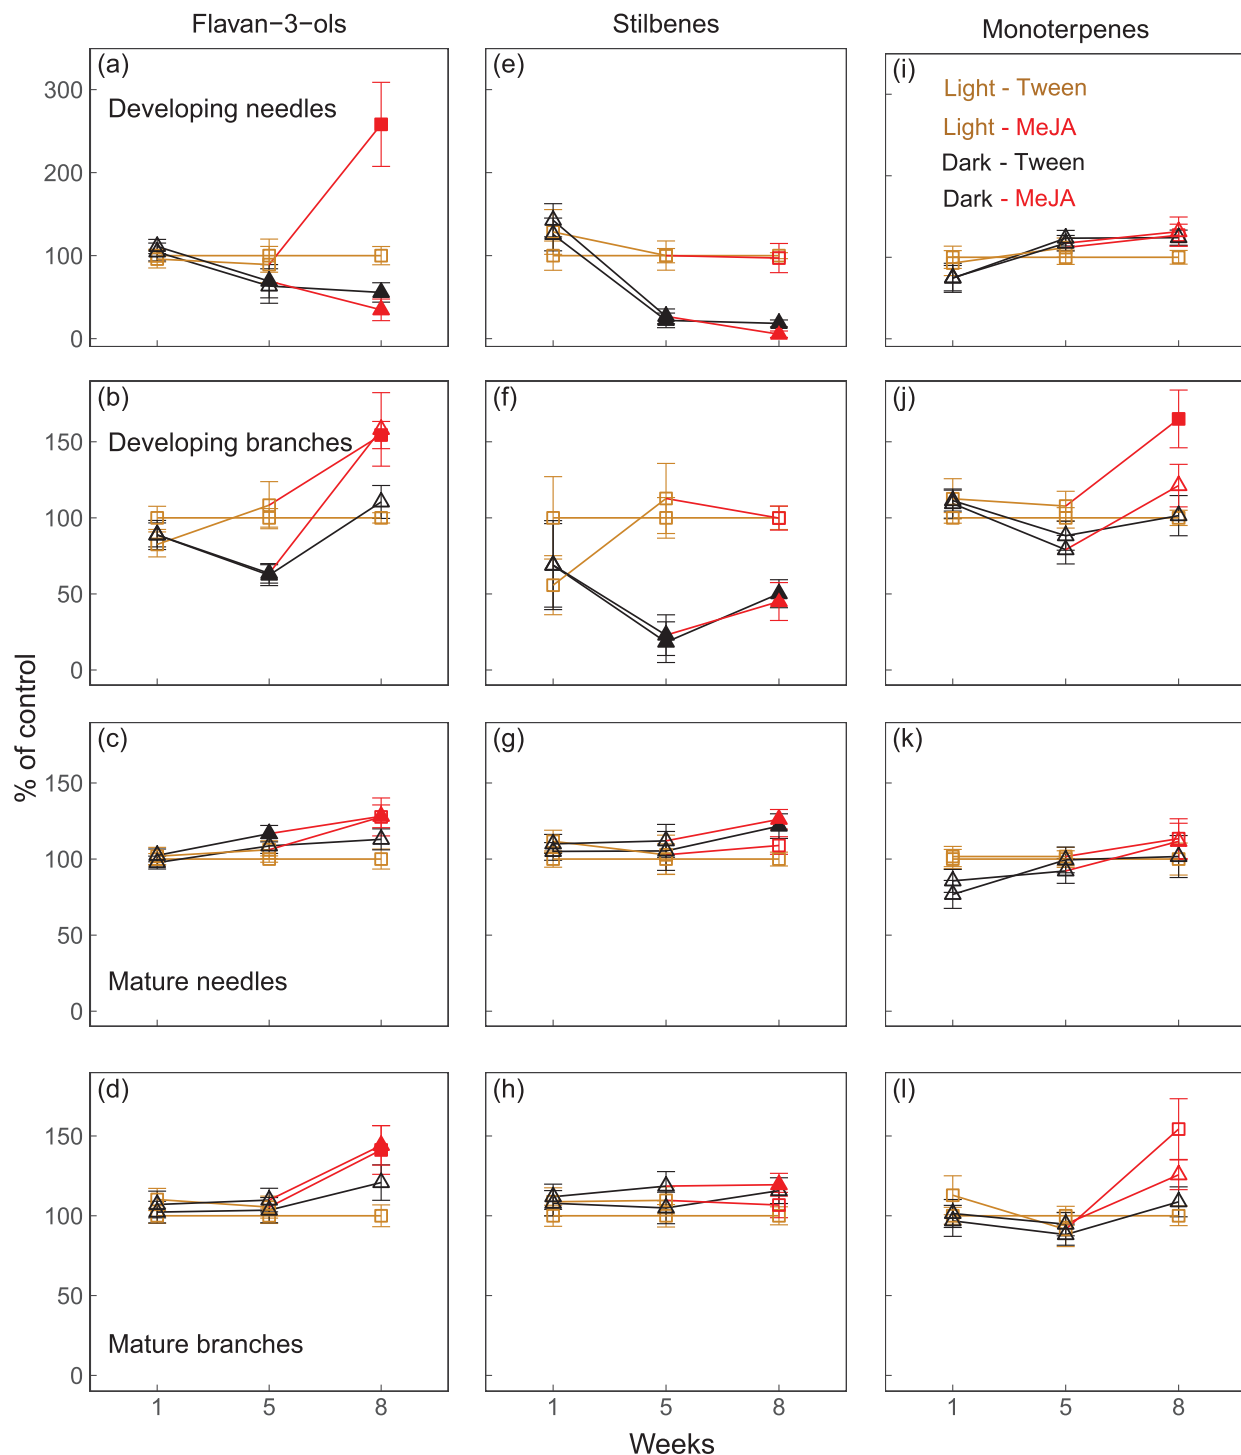 Flavan−3−ols
Stilbenes
Monoterpenes
(a)
Developing needles
300
200
100
0
(e)
(i)
Light - Tween
Light - MeJA
Dark - Tween
Dark - MeJA
(b)
Developing branches
150
100
50
0
(f)
(j)
% of control
(c)
150
100
50
0
Mature needles
(g)
(k)
(d)
150
100
50
0
Mature branches
(h)
(l)
1 5 8
1 5 8
1 5 8
Weeks